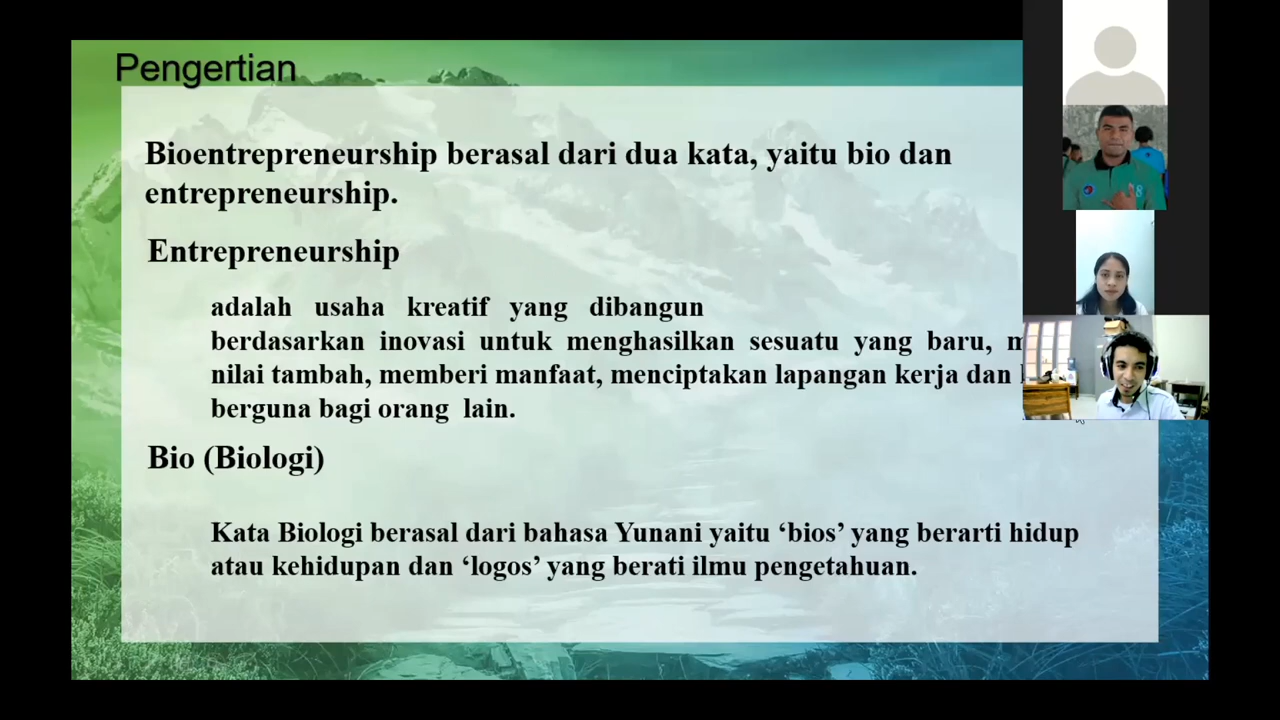 Pengertian
Bioentrepreneurship berasal dari dua kata, yaitu bio dan
entrepreneurship.
Entrepreneurship
adalah usaha kreatif yang dibangun
berdasarkan inovasi untuk menghasilkan sesuatu yang baru,
nilai tambah, memberi manfaat, menciptakan lapangan kerja dan
berguna bagi orang lain.
Bio (Biologi)
Kata Biologi berasal dari bahasa Yunani yaitu ‘bios’ yang berarti hidup
atau kehidupan dan ‘logos’ yang berati ilmu pengetahuan.